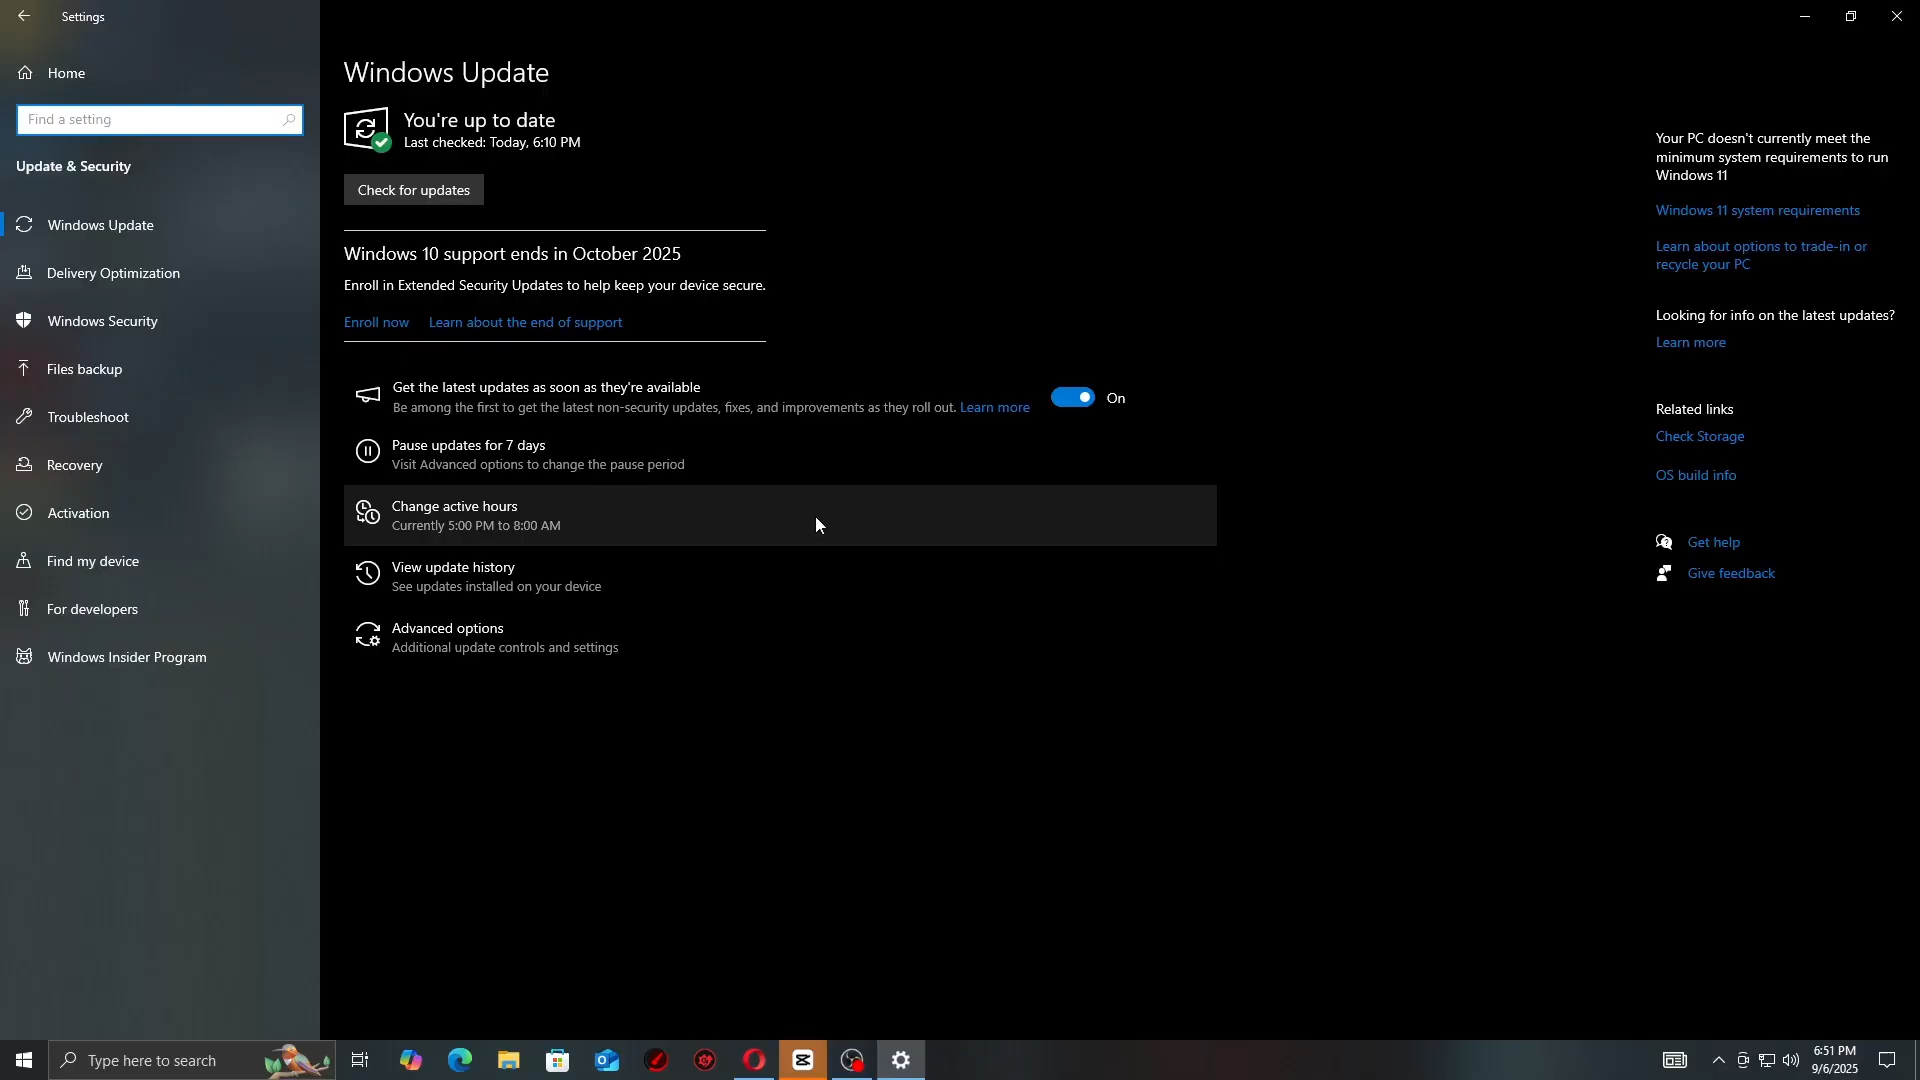 Settings
Home
Find a setting
Update & Security
Windows Update
Delivery Optimization
Windows Security
Files backup
Troubleshoot
Recovery
Activation
Find my device
For developers
Windows Insider Program
Windows Update
You're up to date
Last checked: Today, 6:10 PM
Check for updates
Windows 10 support ends in October 2025
Enroll in Extended Security Updates to help keep your device secure.
Enroll now Learn about the end of support
Get the latest updates as soon as they're available
Be among the first to get the latest non-security updates, fixes, and improvements as they roll out. Learn more
On
Pause updates for 7 days
Visit Advanced options to change the pause period
Change active hours
Currently 5:00 PM to 8:00 AM
View update history
See updates installed on your device
Advanced options
Additional update controls and settings
Your PC doesn't currently meet the
minimum system requirements to run
Windows 11
Windows 11 system requirements
Learn about options to trade-in or
recycle your PC
Looking for info on the latest updates?
Learn more
Related links
Check Storage
OS build info
Get help
Give feedback
Type here to search
6:51 PM
9/6/2025